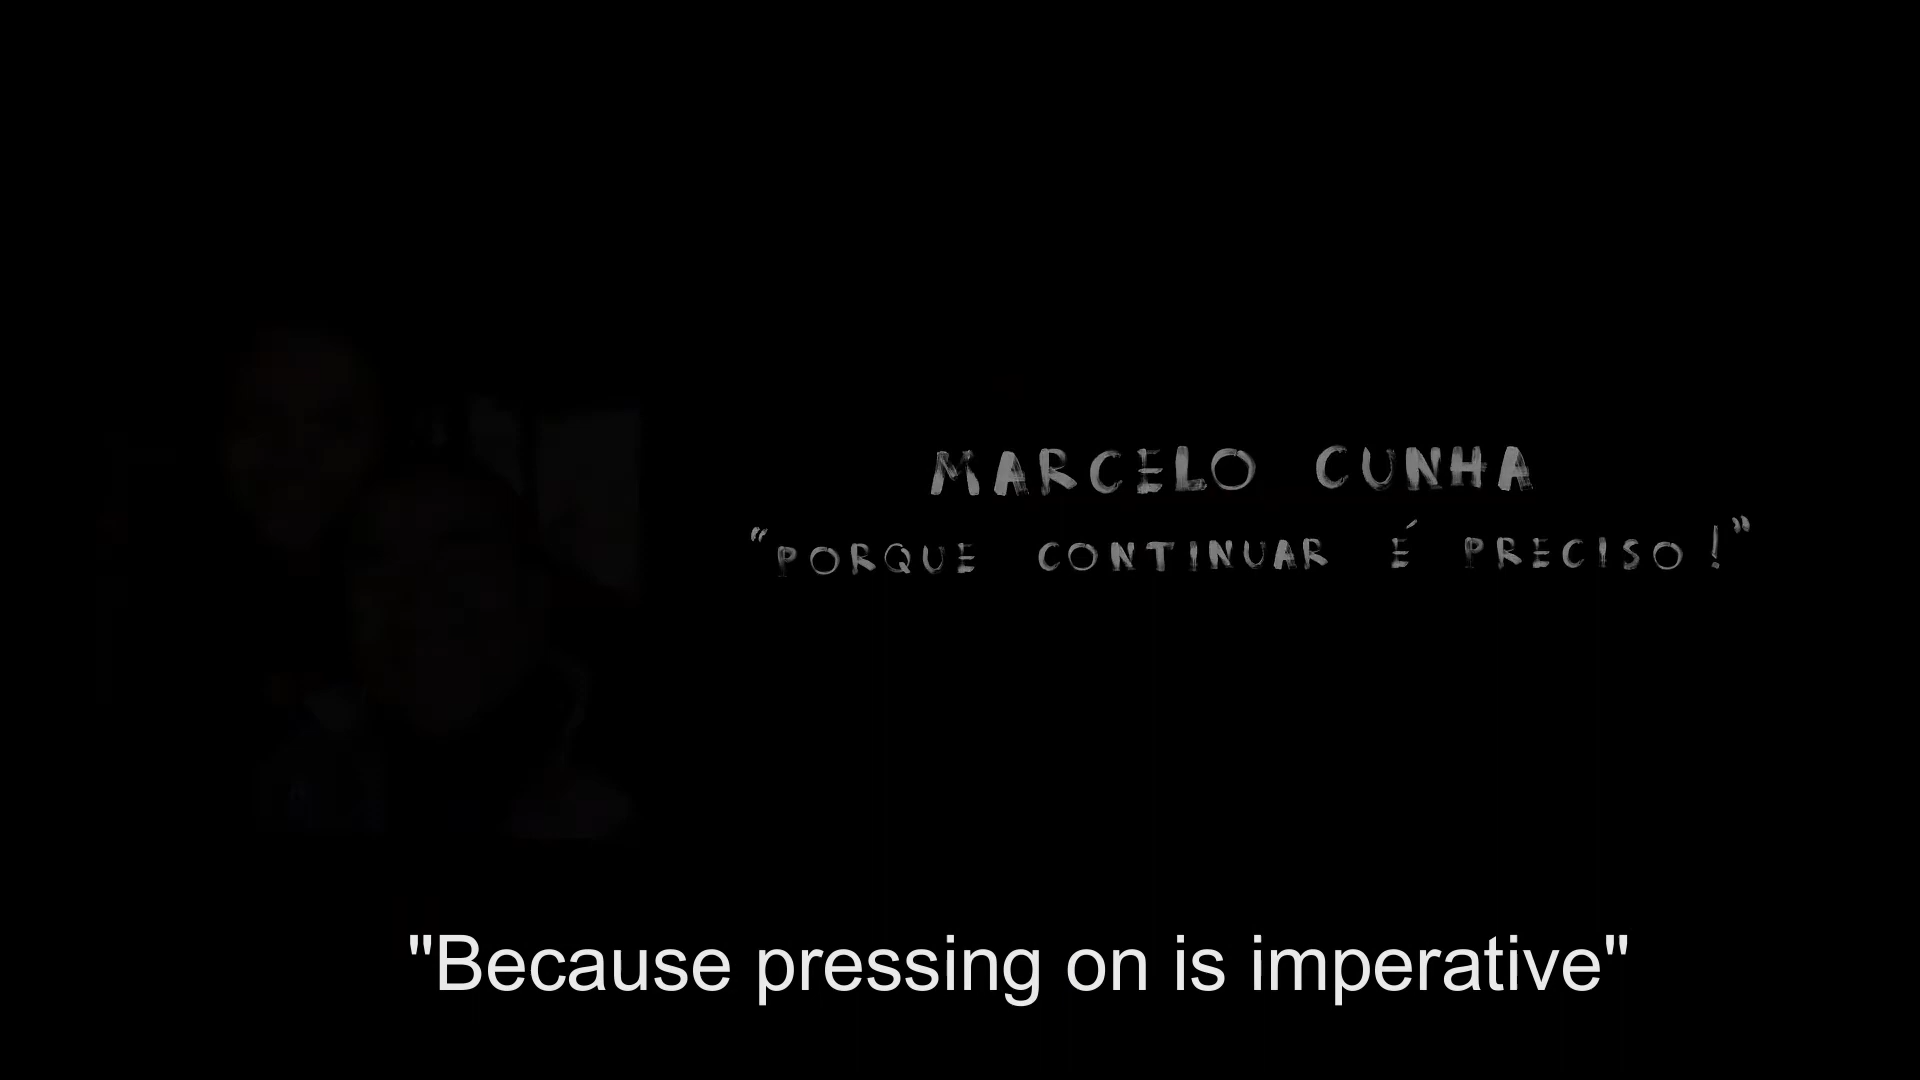 MARCELO CUNHA
“PORQUE CONTINUAR É PRECISO!”
"Because pressing on is imperative"